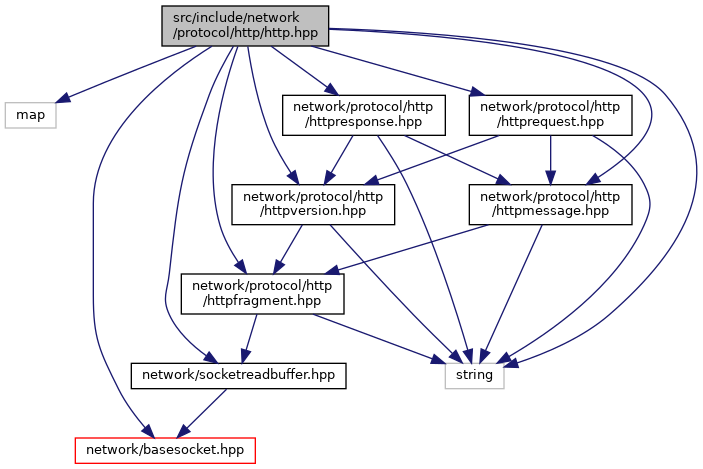 src/include/network
/protocol/http/http.hpp
map
network/protocol/http
/httpresponse.hpp
network/protocol/http
/httprequest.hpp
network/protocol/http
/httpversion.hpp
network/protocol/http
/httpmessage.hpp
network/protocol/http
/httpfragment.hpp
network/socketreadbuffer.hpp
string
network/basesocket.hpp